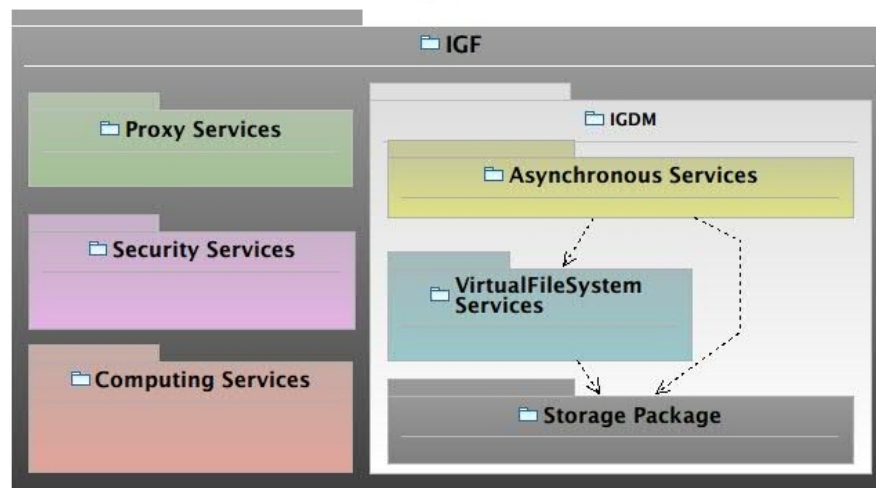 IGF
Proxy Services
IGDM
Asynchronous Services
Security Services
VirtualFileSystem
Services
Computing Services
Storage Package